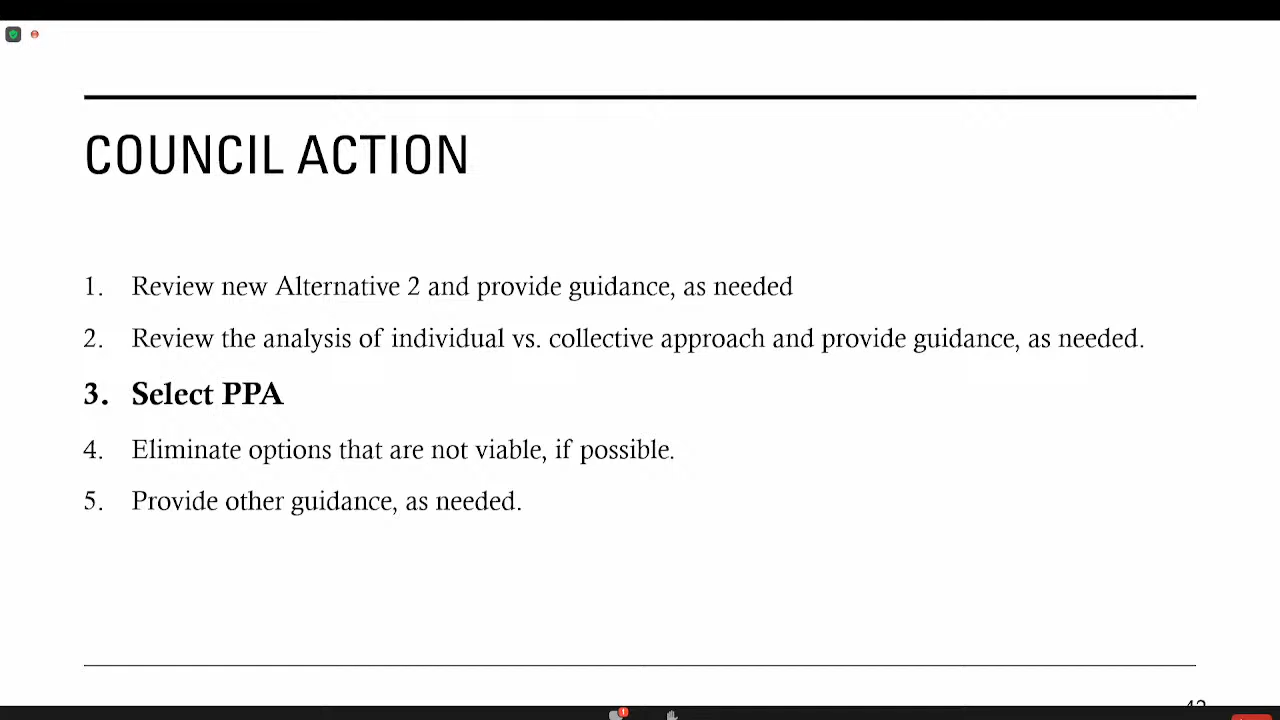 COUNCIL ACTION
1. Review new Alternative 2 and provide guidance, as needed
2. Review the analysis of individual vs. collective approach and provide guidance, as needed.
3. Select PPA
4. Eliminate options that are not viable, if possible.
5. Provide other guidance, as needed.
1